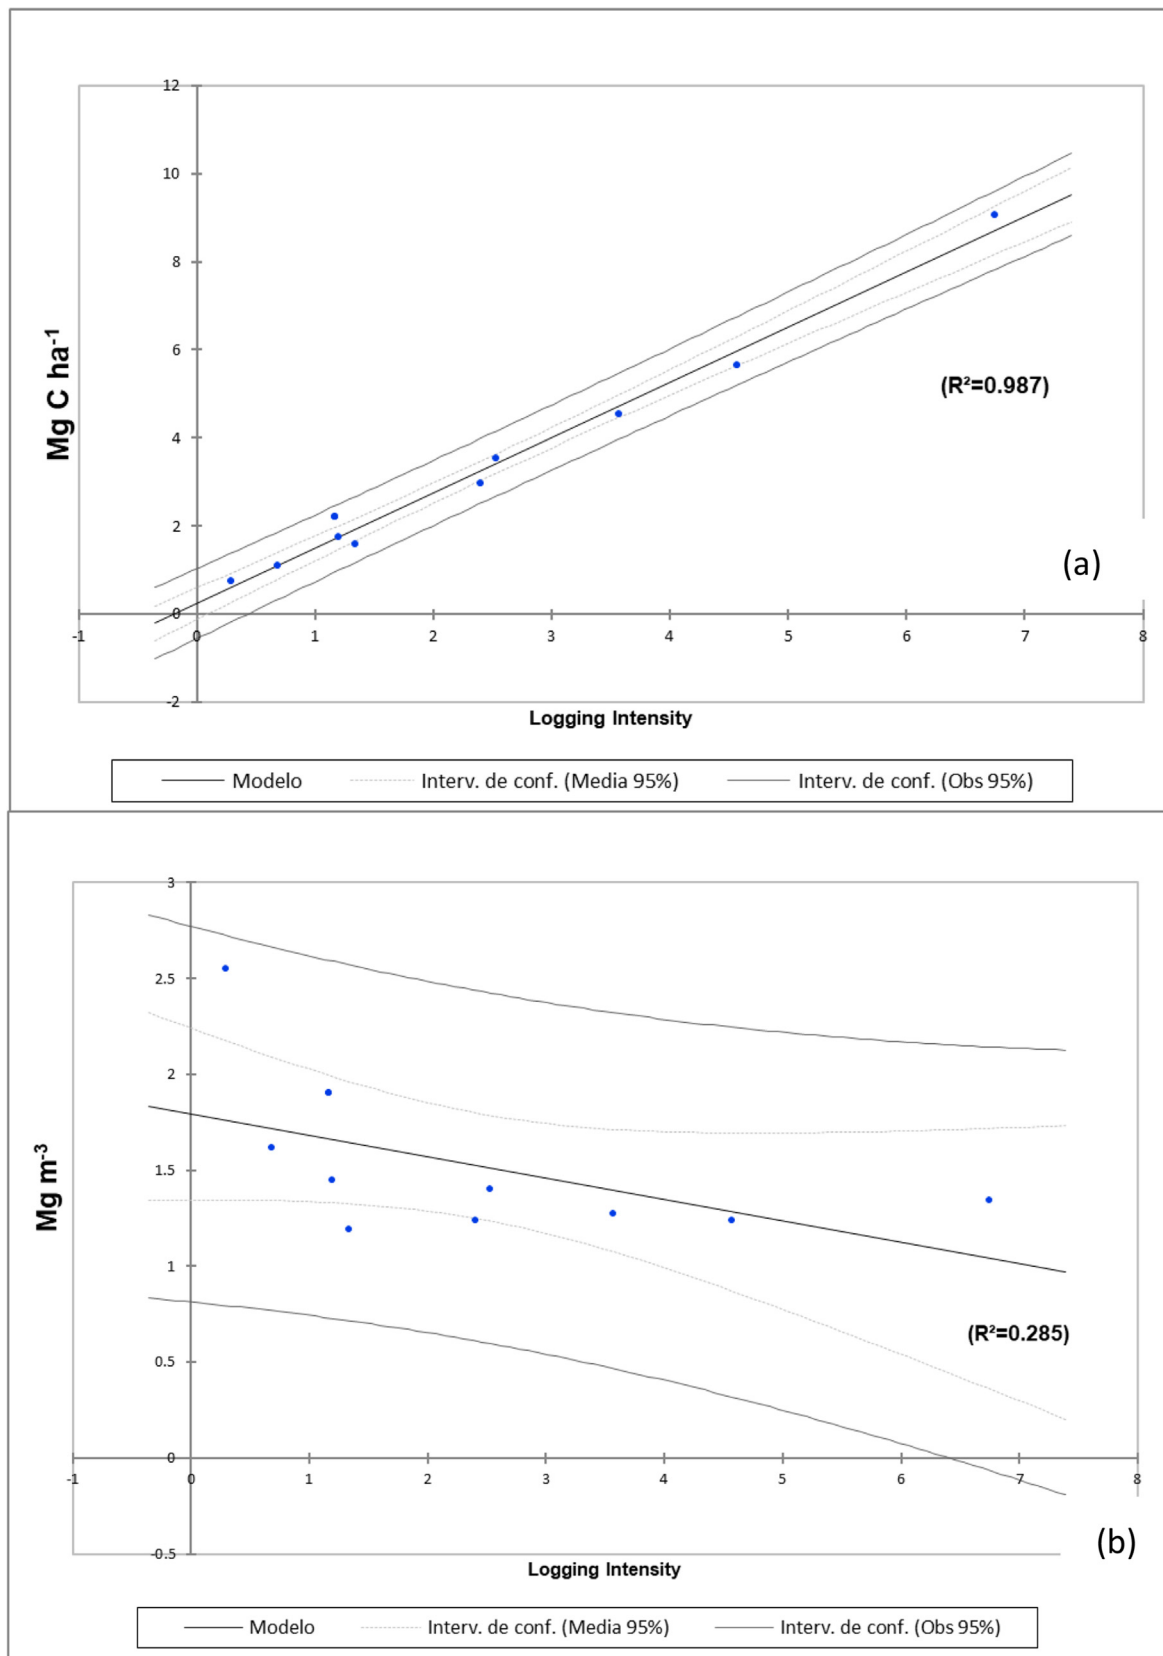 12
10
8
6
4
2
0
-2
-1 0 1 2 3 4 5 6 7 8
Mg C ha⁻¹
(R²=0.987)
(a)
Logging Intensity
Modelo Interv. de conf. (Media 95%) Interv. de conf. (Obs 95%)
3
2.5
2
1.5
1
0.5
0
-0.5
-1 0 1 2 3 4 5 6 7 8
Mg m⁻³
(R²=0.285)
(b)
Logging Intensity
Modelo Interv. de conf. (Media 95%) Interv. de conf. (Obs 95%)